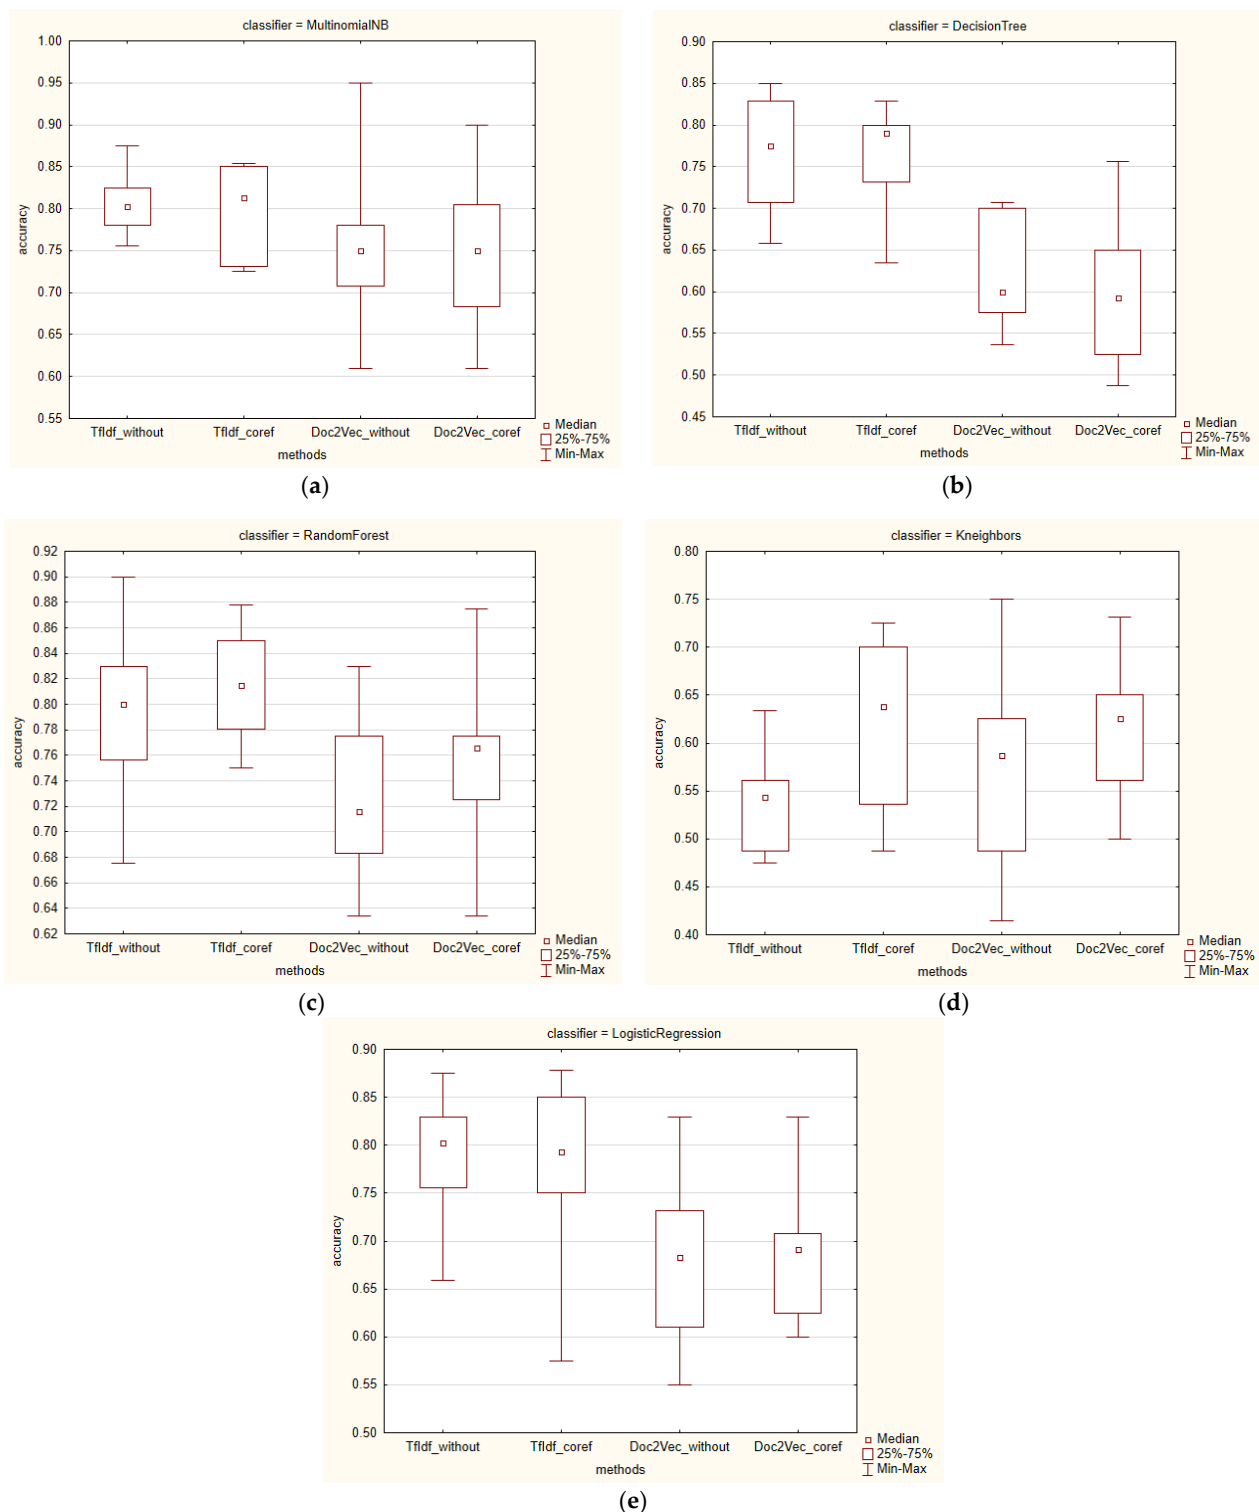 classifier = MultinomialNB
1.00
0.95
0.90
0.85
0.80
0.75
0.70
0.65
0.60
0.55
accuracy
TfIdf_without TfIdf_coref Doc2Vec_without Doc2Vec_coref
methods
Median
25%-75%
Min-Max
(a)
classifier = DecisionTree
0.90
0.85
0.80
0.75
0.70
0.65
0.60
0.55
0.50
0.45
accuracy
TfIdf_without TfIdf_coref Doc2Vec_without Doc2Vec_coref
methods
Median
25%-75%
Min-Max
(b)
classifier = RandomForest
0.92
0.90
0.88
0.86
0.84
0.82
0.80
0.78
0.76
0.74
0.72
0.70
0.68
0.66
0.64
0.62
accuracy
TfIdf_without TfIdf_coref Doc2Vec_without Doc2Vec_coref
methods
Median
25%-75%
Min-Max
(c)
classifier = Kneighbors
0.80
0.75
0.70
0.65
0.60
0.55
0.50
0.45
0.40
accuracy
TfIdf_without TfIdf_coref Doc2Vec_without Doc2Vec_coref
methods
Median
25%-75%
Min-Max
(d)
classifier = LogisticRegression
0.90
0.85
0.80
0.75
0.70
0.65
0.60
0.55
0.50
accuracy
TfIdf_without TfIdf_coref Doc2Vec_without Doc2Vec_coref
methods
Median
25%-75%
Min-Max
(e)